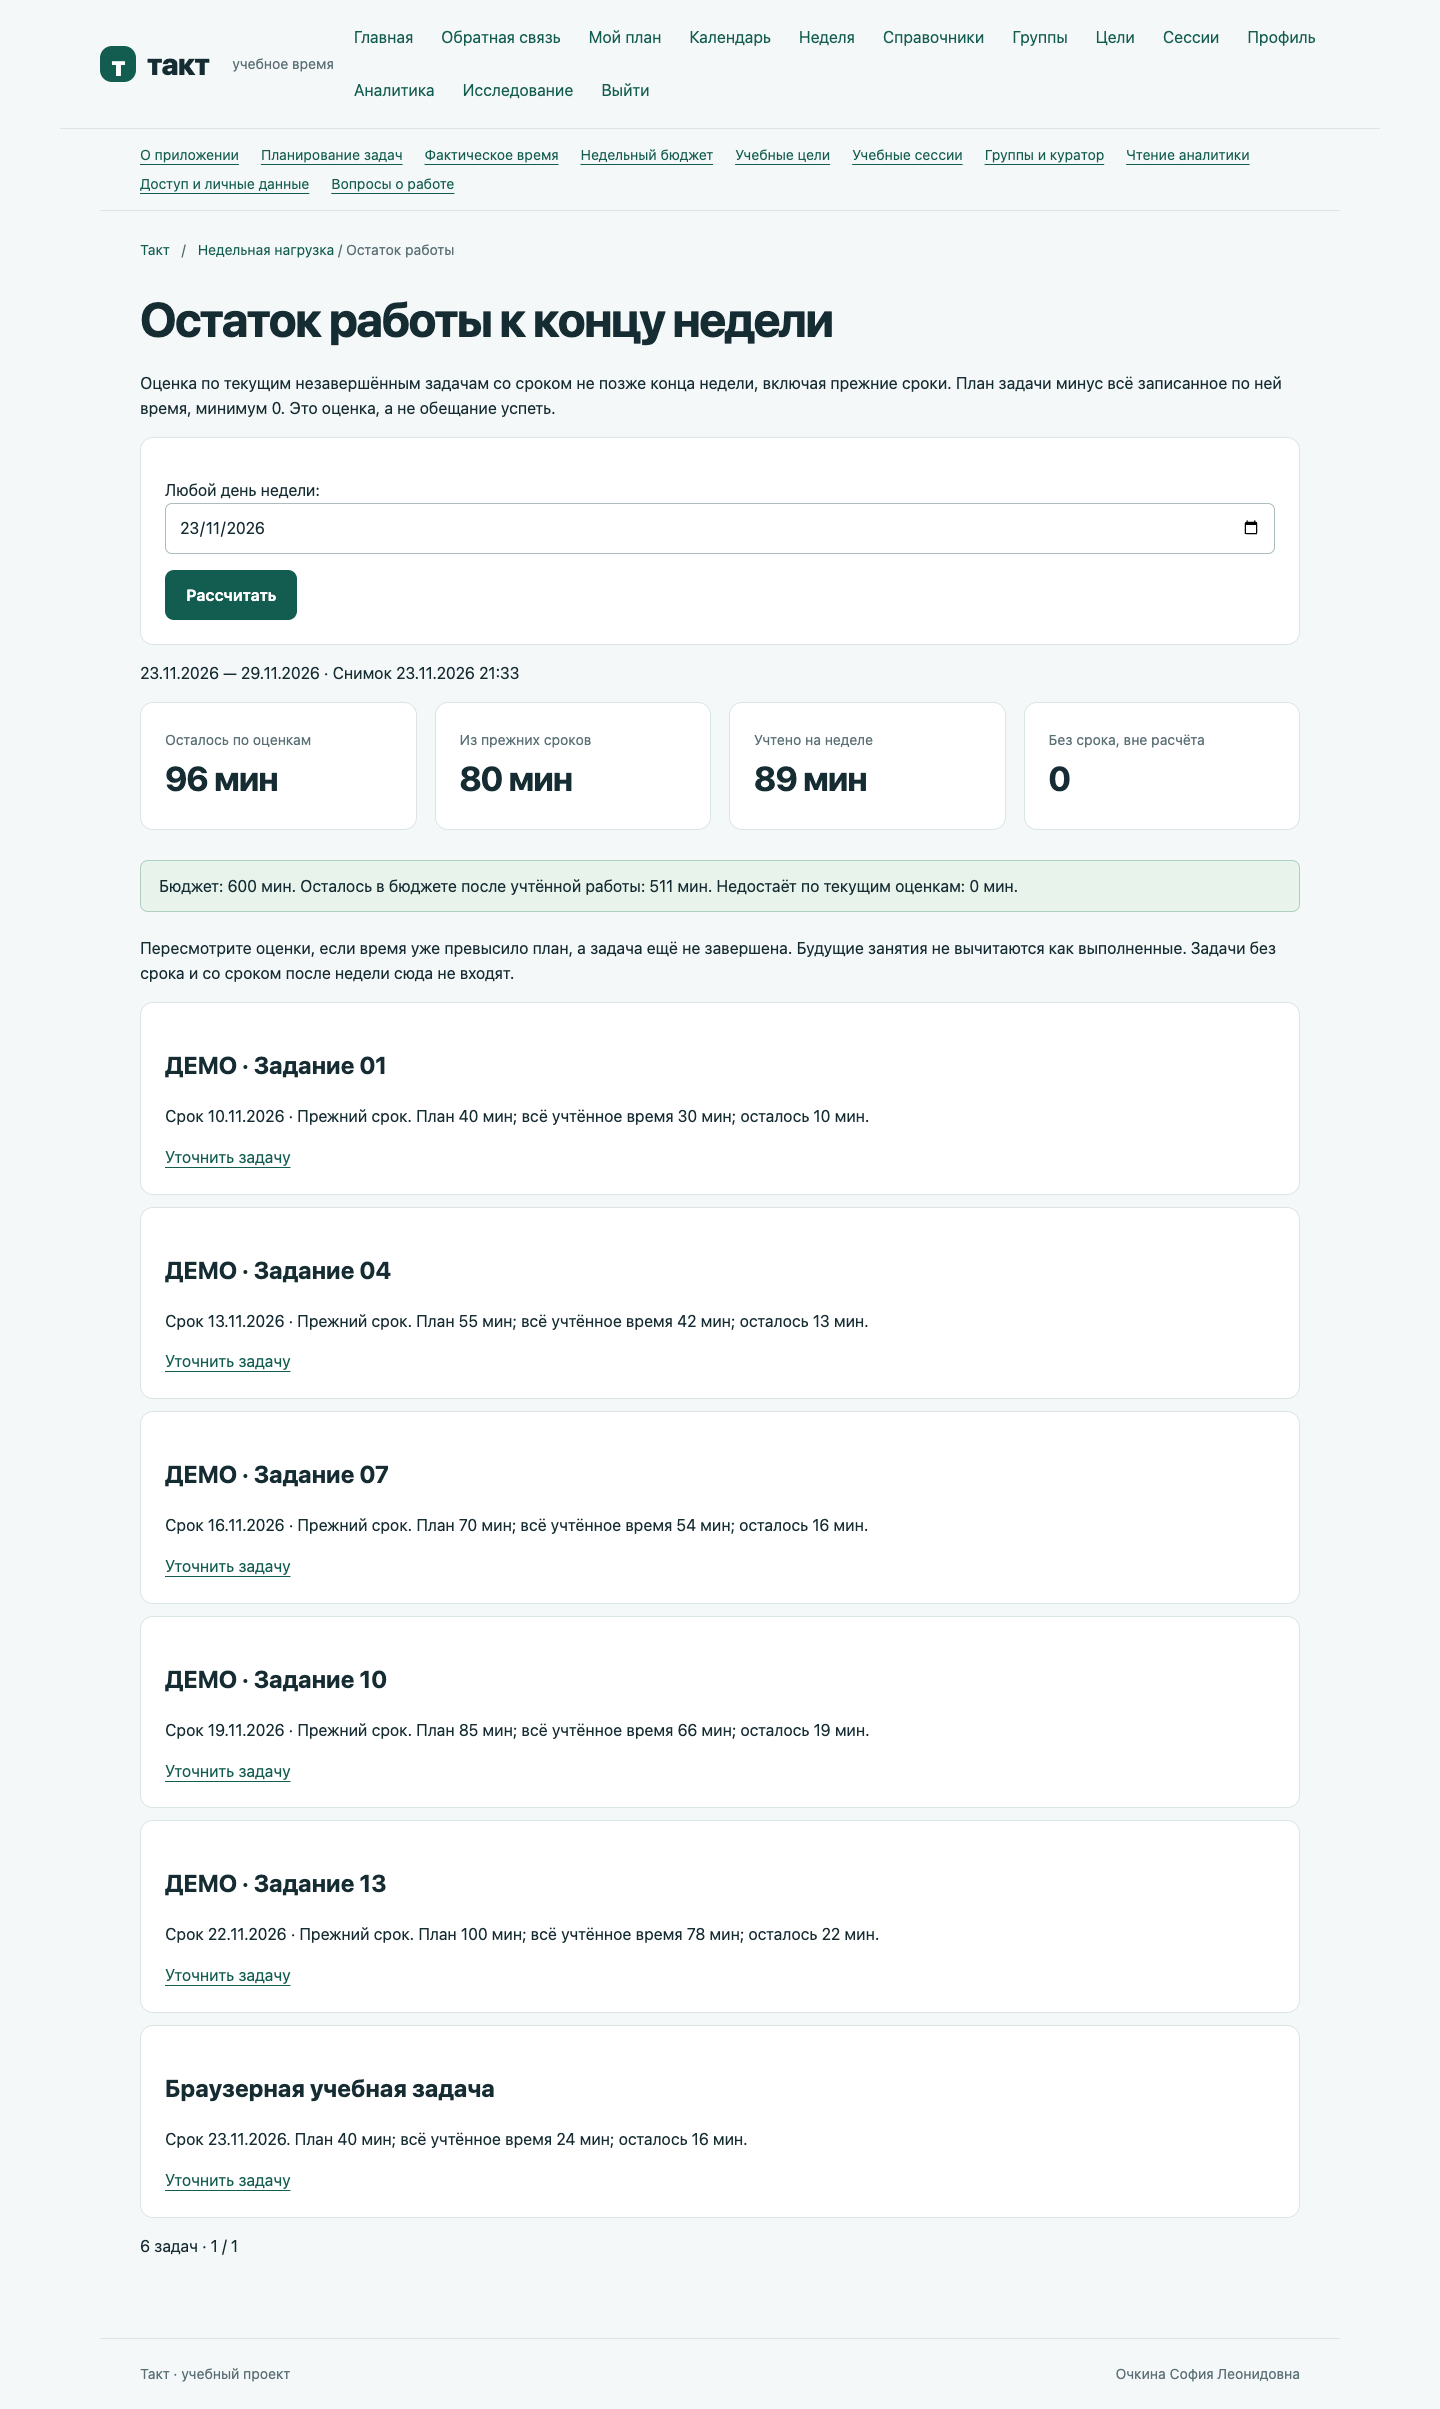 т такт учебное время
Главная Обратная связь Мой план Календарь Неделя Справочники Группы Цели Сессии Профиль
Аналитика Исследование Выйти
О приложении Планирование задач Фактическое время Недельный бюджет Учебные цели Учебные сессии Группы и куратор Чтение аналитики
Доступ и личные данные Вопросы о работе
Такт / Недельная нагрузка / Остаток работы
Остаток работы к концу недели
Оценка по текущим незавершённым задачам со сроком не позже конца недели, включая прежние сроки. План задачи минус всё записанное по ней
время, минимум 0. Это оценка, а не обещание успеть.
Любой день недели:
23/11/2026
Рассчитать
23.11.2026 — 29.11.2026 · Снимок 23.11.2026 21:33
Осталось по оценкам
96 мин
Из прежних сроков
80 мин
Учтено на неделе
89 мин
Без срока, вне расчёта
0
Бюджет: 600 мин. Осталось в бюджете после учтённой работы: 511 мин. Недостаёт по текущим оценкам: 0 мин.
Пересмотрите оценки, если время уже превысило план, а задача ещё не завершена. Будущие занятия не вычитаются как выполненные. Задачи без
срока и со сроком после недели сюда не входят.
ДЕМО · Задание 01
Срок 10.11.2026 · Прежний срок. План 40 мин; всё учтённое время 30 мин; осталось 10 мин.
Уточнить задачу
ДЕМО · Задание 04
Срок 13.11.2026 · Прежний срок. План 55 мин; всё учтённое время 42 мин; осталось 13 мин.
Уточнить задачу
ДЕМО · Задание 07
Срок 16.11.2026 · Прежний срок. План 70 мин; всё учтённое время 54 мин; осталось 16 мин.
Уточнить задачу
ДЕМО · Задание 10
Срок 19.11.2026 · Прежний срок. План 85 мин; всё учтённое время 66 мин; осталось 19 мин.
Уточнить задачу
ДЕМО · Задание 13
Срок 22.11.2026 · Прежний срок. План 100 мин; всё учтённое время 78 мин; осталось 22 мин.
Уточнить задачу
Браузерная учебная задача
Срок 23.11.2026. План 40 мин; всё учтённое время 24 мин; осталось 16 мин.
Уточнить задачу
6 задач · 1 / 1
Такт · учебный проект
Очкина София Леонидовна